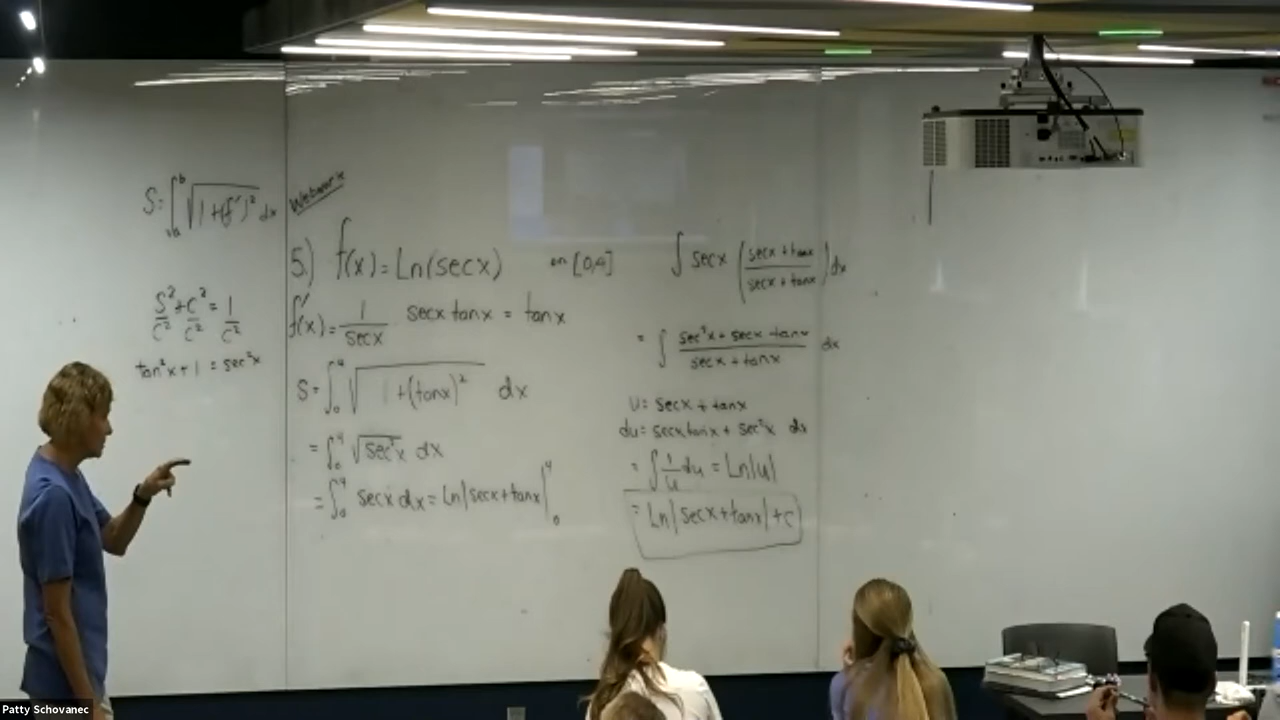 S = ∫_a^b √(1+(f')²) dx
S²/C² + C²/C² = 1/C²
tan²x + 1 = sec²x
Webwork
5.) f(x) = Ln(secx) on [0,4]
f'(x) = 1/secx secx tanx = tanx
S = ∫_0^4 √(1+(tanx)²) dx
= ∫_0^4 √(sec²x) dx
= ∫_0^4 secx dx = Ln|secx+tanx| |_0^4
∫ secx ((secx + tanx)/(secx + tanx)) dx
= ∫ (sec²x + secx tanx)/(secx + tanx) dx
U = secx + tanx
du = secxtanx + sec²x dx
= ∫ 1/u du = Ln|u|
= Ln|secx+tanx| + C
Patty Schovanec